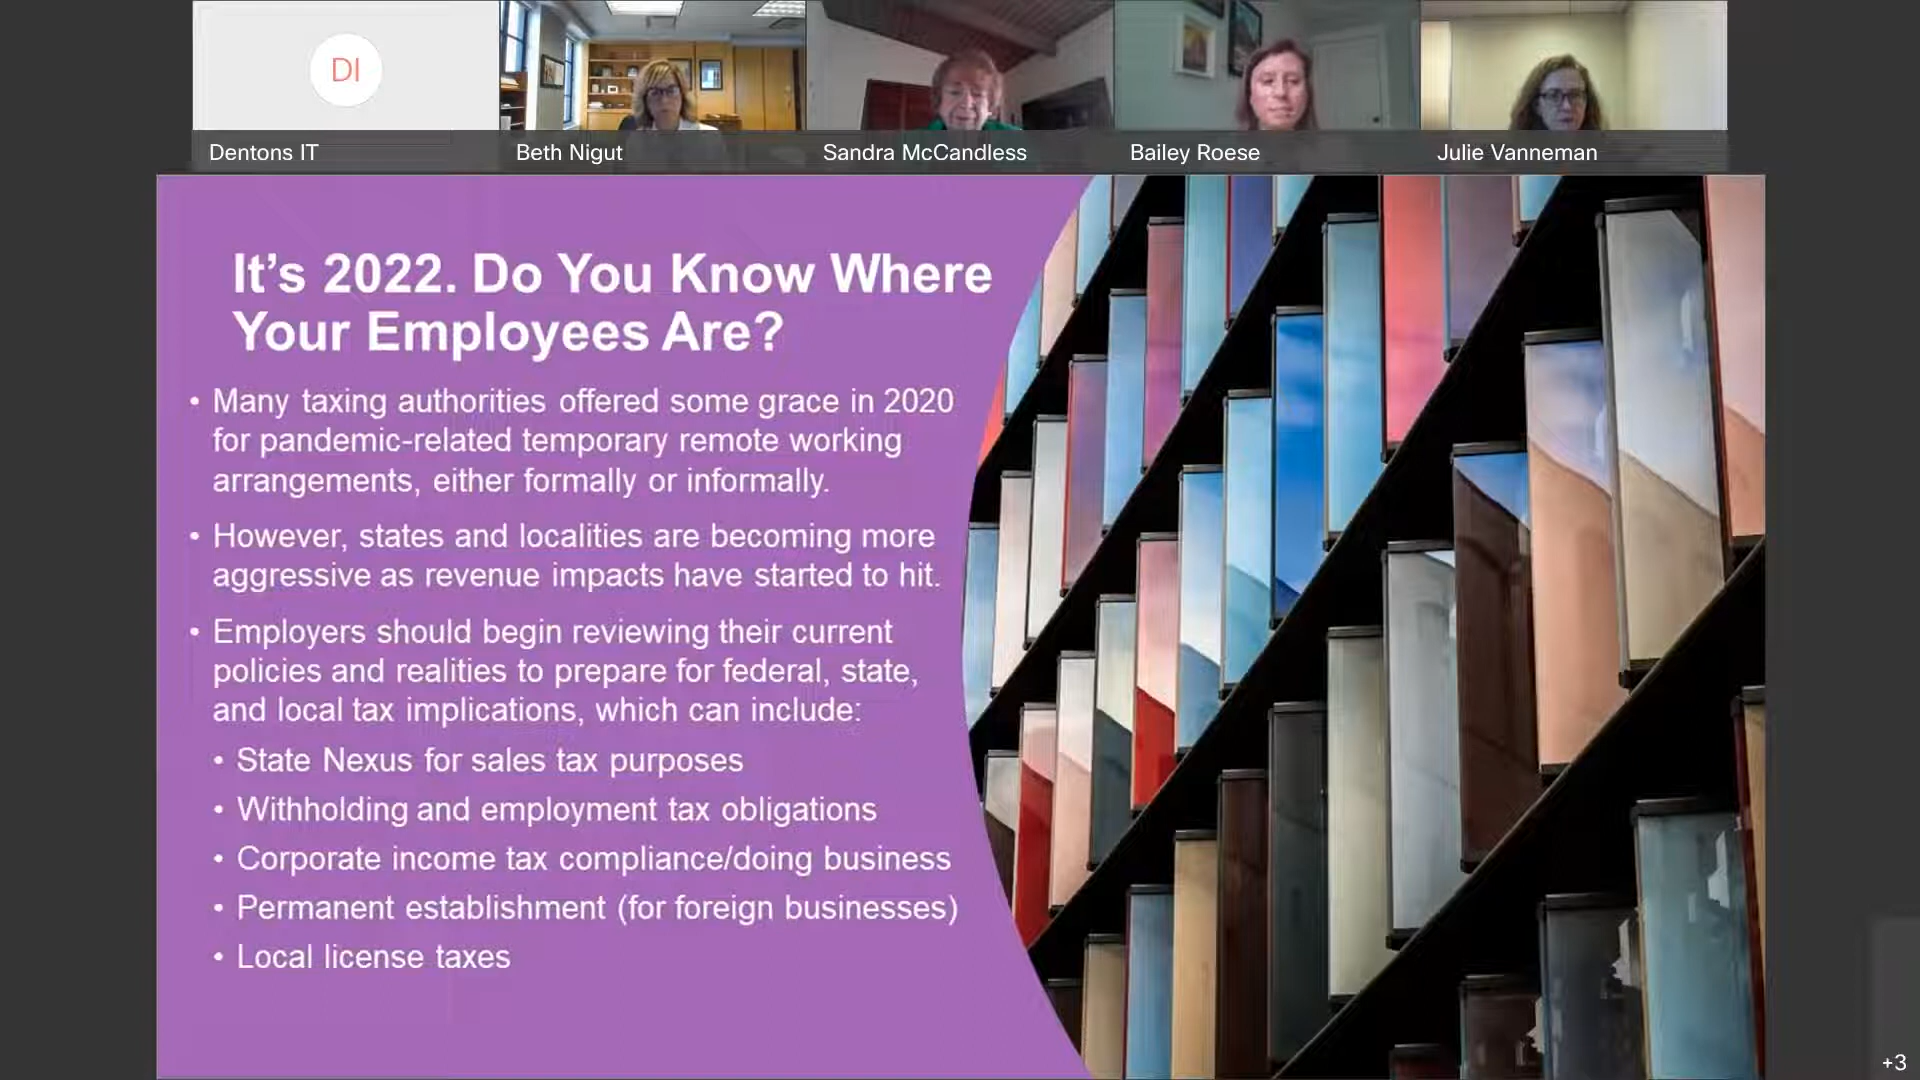 DI
Dentons IT
Beth Nigut
Sandra McCandless
Bailey Roese
Julie Vanneman
It’s 2022. Do You Know Where
Your Employees Are?
• Many taxing authorities offered some grace in 2020
for pandemic-related temporary remote working
arrangements, either formally or informally.
• However, states and localities are becoming more
aggressive as revenue impacts have started to hit.
• Employers should begin reviewing their current
policies and realities to prepare for federal, state,
and local tax implications, which can include:
• State Nexus for sales tax purposes
• Withholding and employment tax obligations
• Corporate income tax compliance/doing business
• Permanent establishment (for foreign businesses)
• Local license taxes
+3